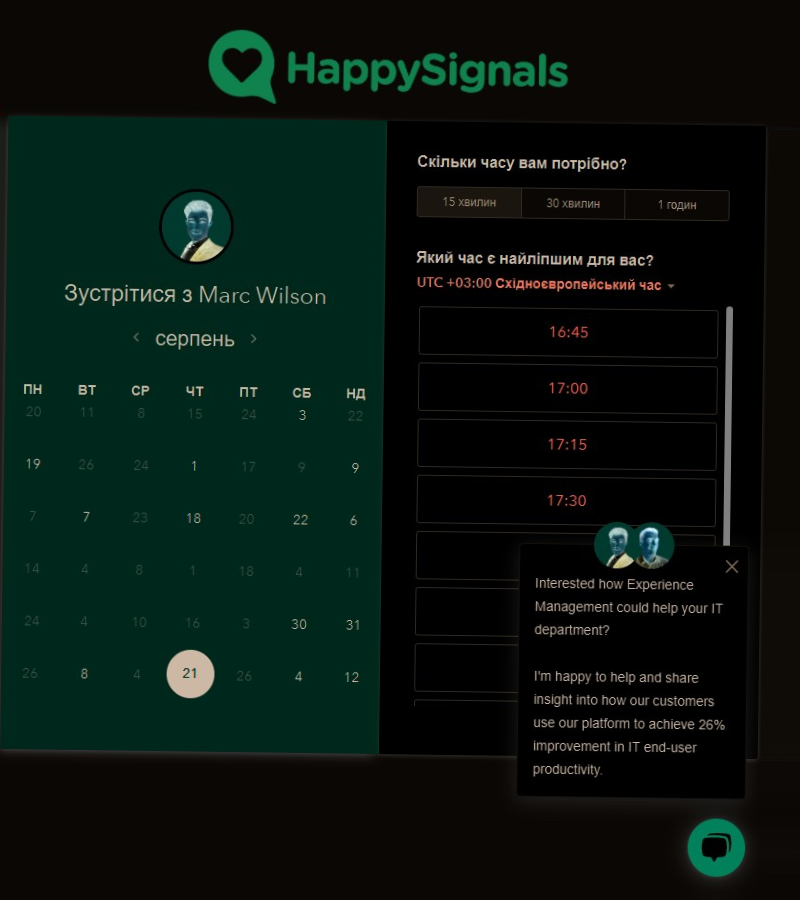 HappySignals
Зустрітися з Marc Wilson
серпень
ПН ВТ СР ЧТ ПТ СБ НД
20 11 8 15 24 3 22
19 26 24 1 17 9 9
7 7 23 18 20 22 6
14 4 8 1 18 4 11
24 4 10 16 3 30 31
26 8 4 21 26 4 12
Скільки часу вам потрібно?
15 хвилин 30 хвилин 1 годин
Який час є найліпшим для вас?
UTC +03:00 Східноєвропейський час
16:45
17:00
17:15
17:30
Interested how Experience
Management could help your IT
department?
I'm happy to help and share
insight into how our customers
use our platform to achieve 26%
improvement in IT end-user
productivity.